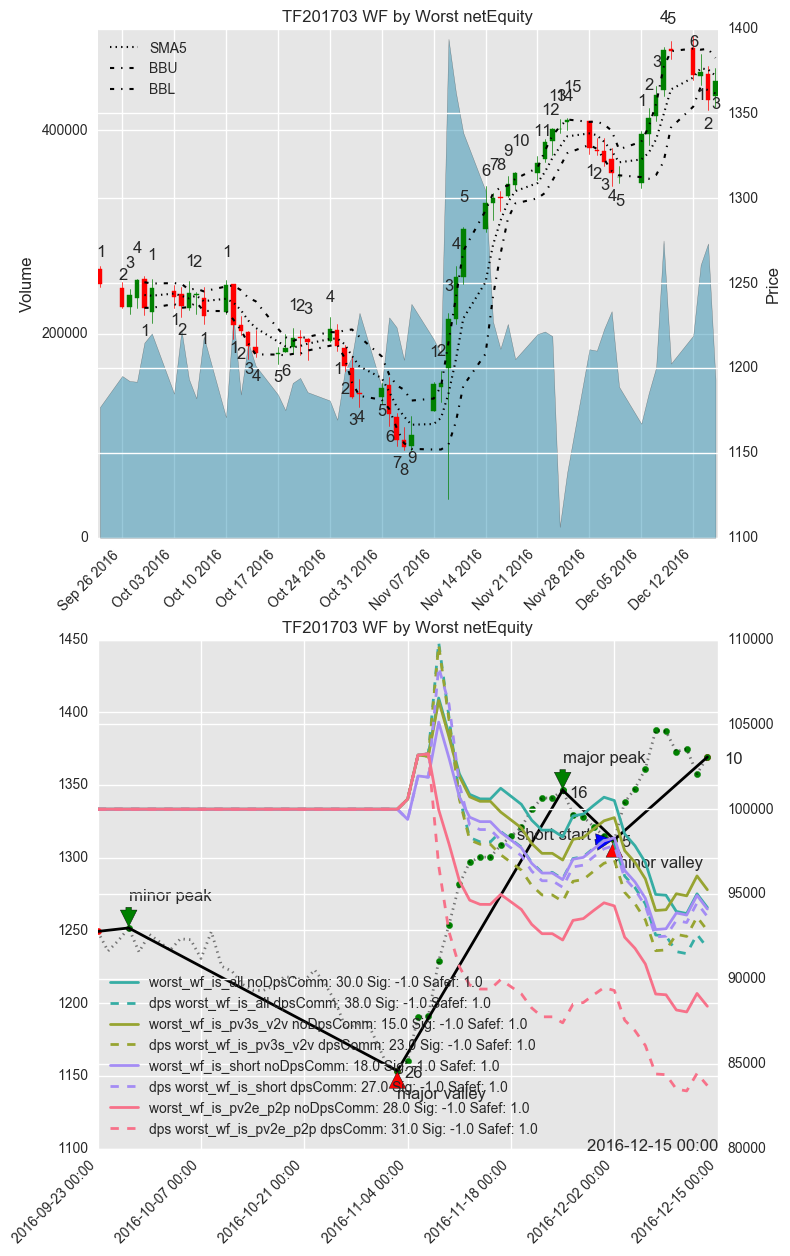 TF201703 WF by Worst netEquity
SMA5
BBU
BBL
Volume
Price
400000
200000
0
1400
1350
1300
1250
1200
1150
1100
Sep 26 2016
Oct 03 2016
Oct 10 2016
Oct 17 2016
Oct 24 2016
Oct 31 2016
Nov 07 2016
Nov 14 2016
Nov 21 2016
Nov 28 2016
Dec 05 2016
Dec 12 2016
TF201703 WF by Worst netEquity
1450
1400
1350
1300
1250
1200
1150
1100
110000
105000
100000
95000
90000
85000
80000
major peak
10
16
short start
5
minor valley
minor peak
26
major valley
worst_wf_is_all noDpsComm: 30.0 Sig: -1.0 Safef: 1.0
dps worst_wf_is_all dpsComm: 38.0 Sig: -1.0 Safef: 1.0
worst_wf_is_pv3s_v2v noDpsComm: 15.0 Sig: -1.0 Safef: 1.0
dps worst_wf_is_pv3s_v2v dpsComm: 23.0 Sig: -1.0 Safef: 1.0
worst_wf_is_short noDpsComm: 18.0 Sig: -1.0 Safef: 1.0
dps worst_wf_is_short dpsComm: 27.0 Sig: -1.0 Safef: 1.0
worst_wf_is_pv2e_p2p noDpsComm: 28.0 Sig: -1.0 Safef: 1.0
dps worst_wf_is_pv2e_p2p dpsComm: 31.0 Sig: -1.0 Safef: 1.0
2016-12-15 00:00
2016-09-23 00:00
2016-10-07 00:00
2016-10-21 00:00
2016-11-04 00:00
2016-11-18 00:00
2016-12-02 00:00
2016-12-15 00:00